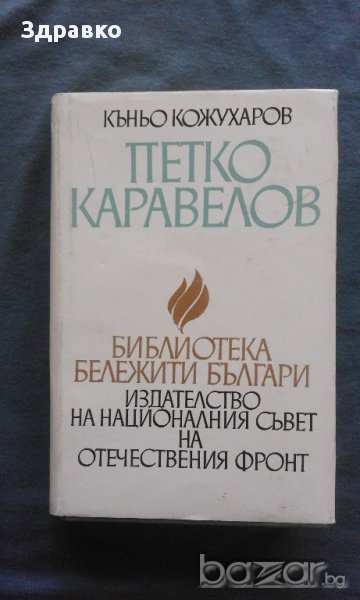 Здравко
КЪНЬО КОЖУХАРОВ
ПЕТКО
КАРАВЕЛОВ
БИБЛИОТЕКА
БЕЛЕЖИТИ БЪЛГАРИ
ИЗДАТЕЛСТВО
НА НАЦИОНАЛНИЯ СЪВЕТ
НА
ОТЕЧЕСТВЕНИЯ ФРОНТ
bazar.bg